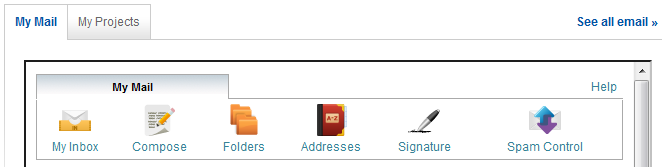 My Mail My Projects See all email »
My Mail Help
A-Z
My Inbox Compose Folders Addresses Signature Spam Control